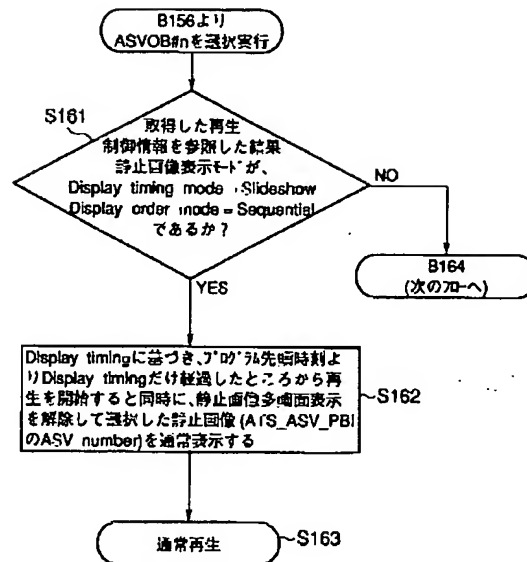 B156より
ASVOB#nを選択実行
S161
取得した再生
制御情報を参照した結果
静止画像表示モードが、
Display timing mode =Slideshow
Display order mode = Sequential
であるか?
NO
B164
(次のフローへ)
YES
Display timingに基づき、プログラム先頭時刻よ
りDisplay timingだけ経過したところから再
生を開始すると同時に、静止画像多画面表示
を解除して選択した静止画像(ATS_ASV_PBI
のASV number)を通常表示する
S162
通常再生
S163